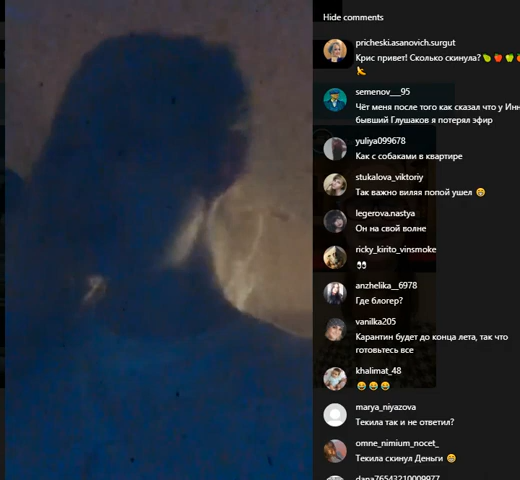 Hide comments
pricheski.asanovich.surgut
Крис привет! Сколько скинула?
semenov___95
Чёт меня после того как сказал что у Инн
бывший Глушаков я потерял эфир
yuliya099678
Как с собаками в квартире
stukalova_viktoriy
Так важно виляя попой ушел
legerova.nastya
Он на свой волне
ricky_kirito_vinsmoke
anzhelika__6978
Где блогер?
vanilka205
Карантин будет до конца лета, так что
готовьтесь все
khalimat_48
marya_niyazova
Текила так и не ответил?
omne_nimium_nocet_
Текила скинул Деньги